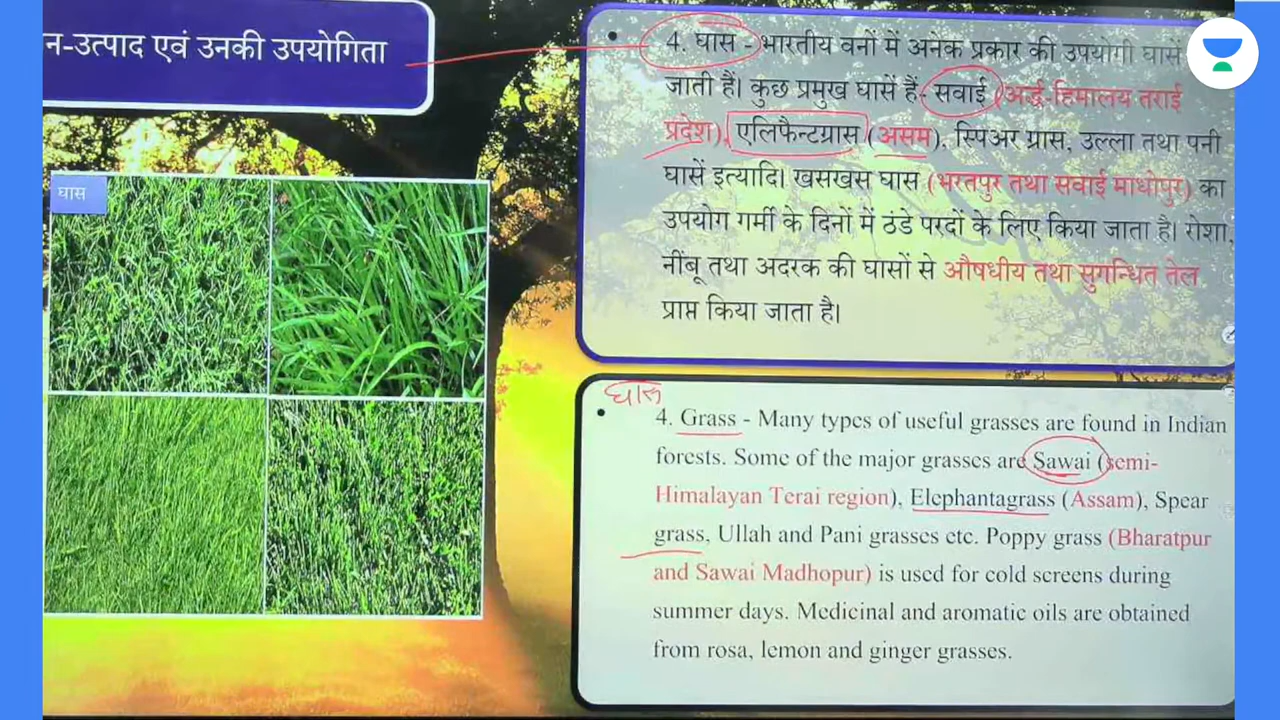 न-उत्पाद एवं उनकी उपयोगिता
घास
4. घास - भारतीय वनों में अनेक प्रकार की उपयोगी घासें
जाती हैं। कुछ प्रमुख घासें हैं- सवाई (अर्द्ध-हिमालय तराई
प्रदेश), एलिफैन्टग्रास (असम), स्पिअर ग्रास, उल्ला तथा पनी
घासें इत्यादि। खसखस घास (भरतपुर तथा सवाई माधोपुर) का
उपयोग गर्मी के दिनों में ठंडे परदों के लिए किया जाता है। रोशा,
नींबू तथा अदरक की घासों से औषधीय तथा सुगन्धित तेल
प्राप्त किया जाता है।
घास
4. Grass - Many types of useful grasses are found in Indian
forests. Some of the major grasses are Sawai (semi-
Himalayan Terai region), Elephantagrass (Assam), Spear
grass, Ullah and Pani grasses etc. Poppy grass (Bharatpur
and Sawai Madhopur) is used for cold screens during
summer days. Medicinal and aromatic oils are obtained
from rosa, lemon and ginger grasses.